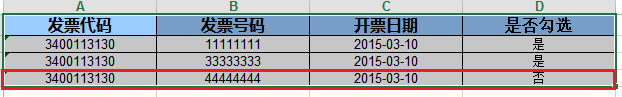 A B C D
发票代码 发票号码 开票日期 是否勾选
3400113130 11111111 2015-03-10 是
3400113130 33333333 2015-03-10 是
3400113130 44444444 2015-03-10 否